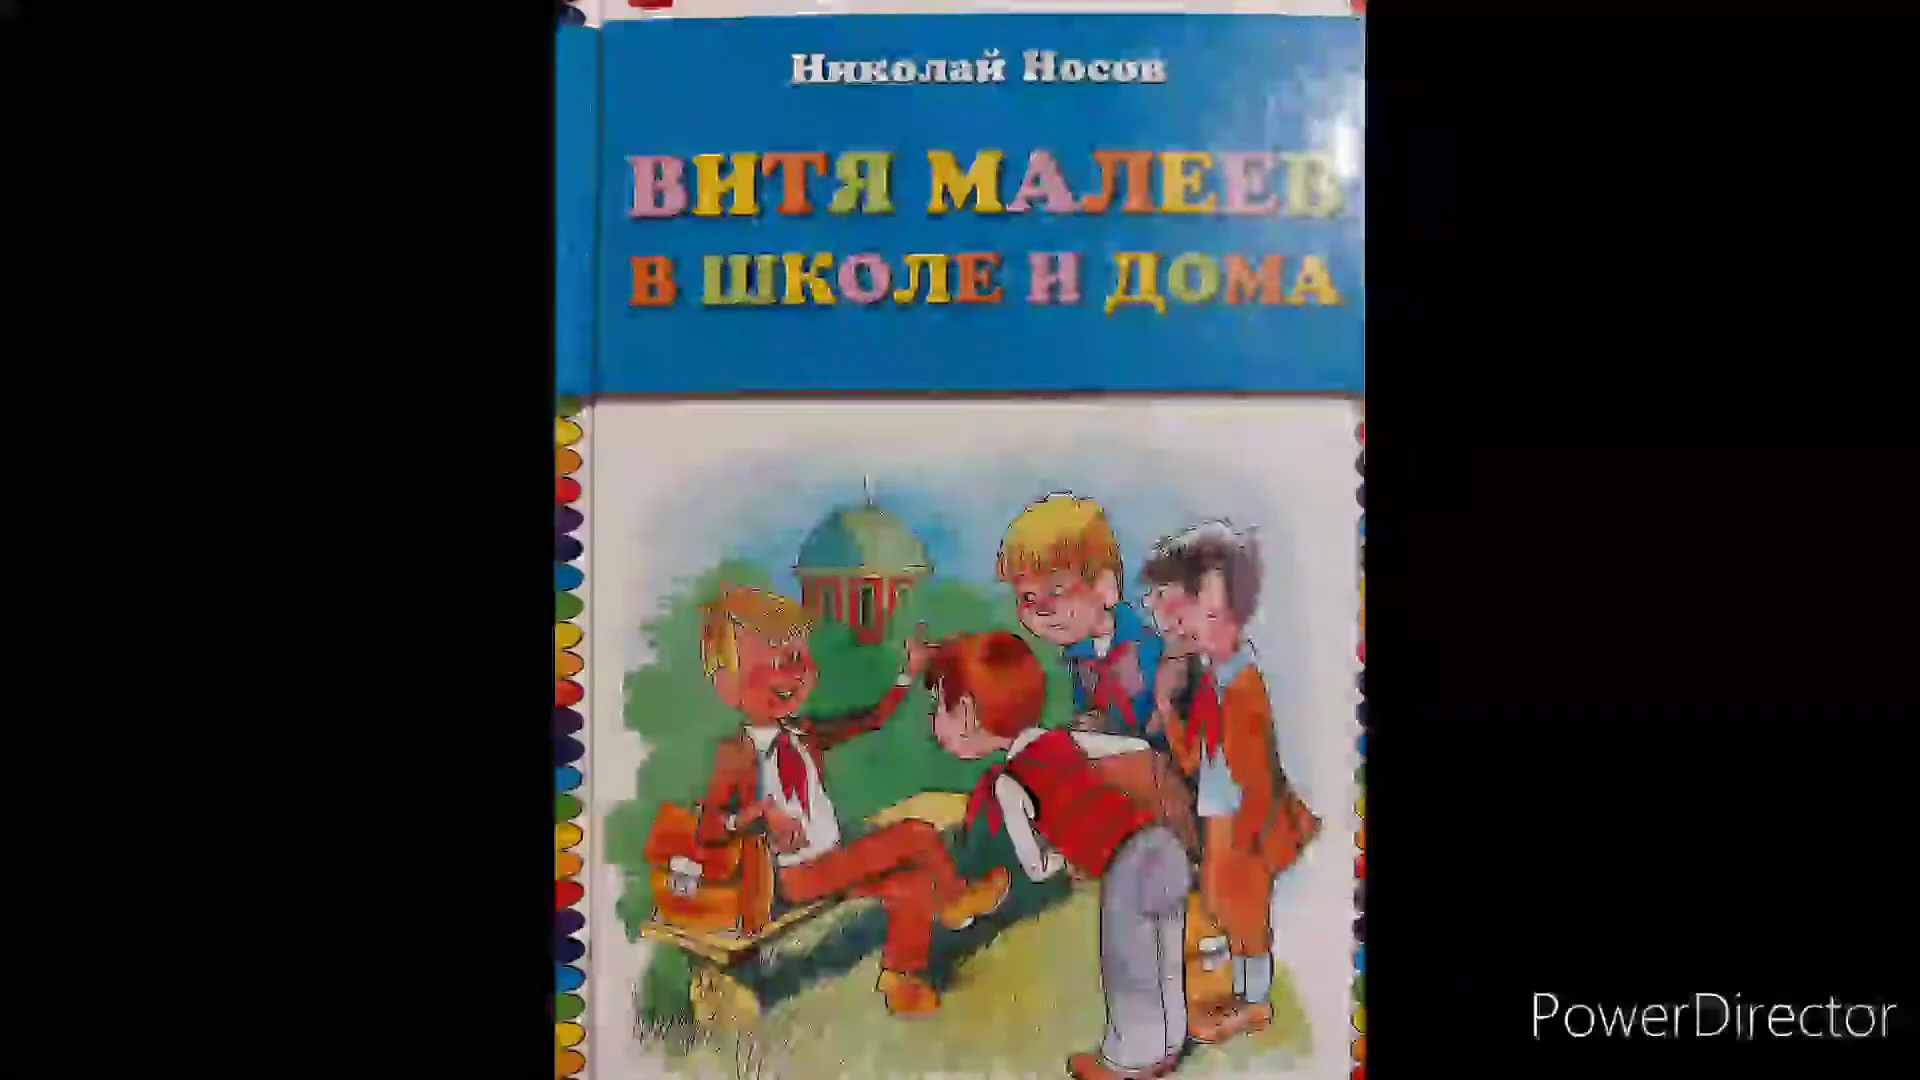 Николай Носов
ВИТЯ МАЛЕЕВ
В ШКОЛЕ И ДОМА
PowerDirector